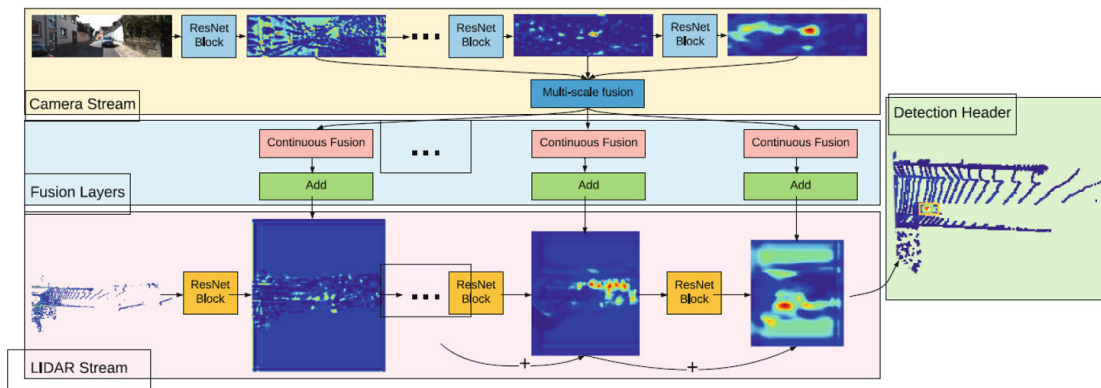 ResNet
Block
ResNet
Block
ResNet
Block
Camera Stream
Multi-scale fusion
Detection Header
Continuous Fusion
Continuous Fusion
Continuous Fusion
Add
Add
Add
Fusion Layers
ResNet
Block
ResNet
Block
ResNet
Block
+
+
LIDAR Stream